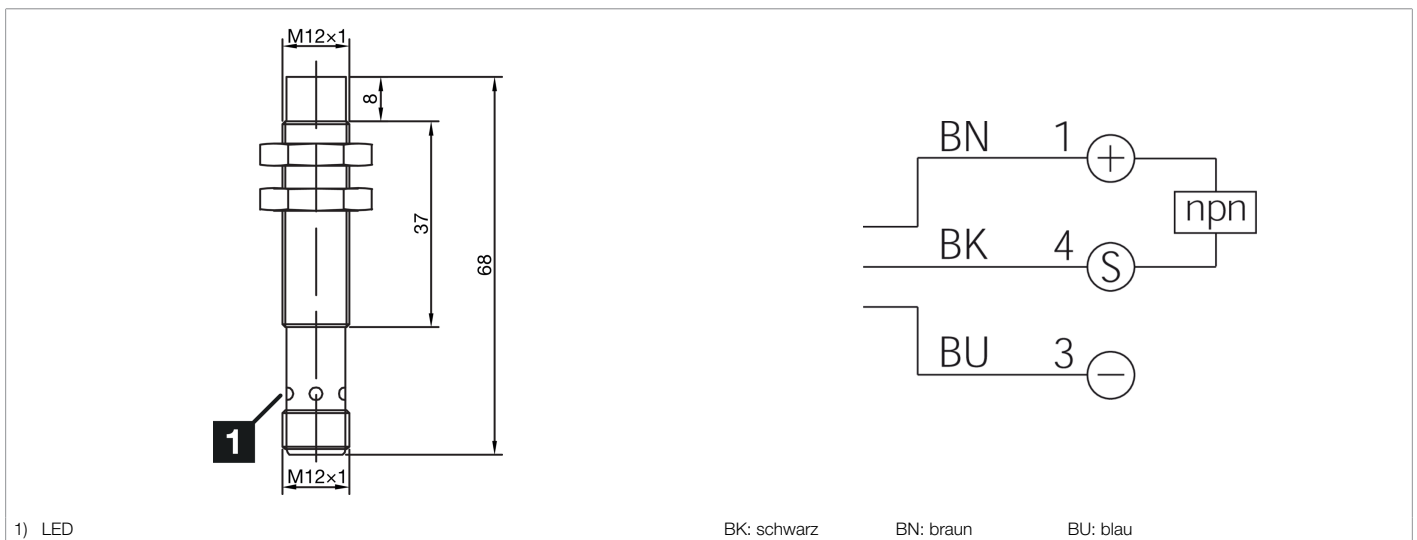 M12×1
8
37
68
1
M12×1
BN 1 +
npn
BK 4 S
BU 3 −
1) LED
BK: schwarz BN: braun BU: blau